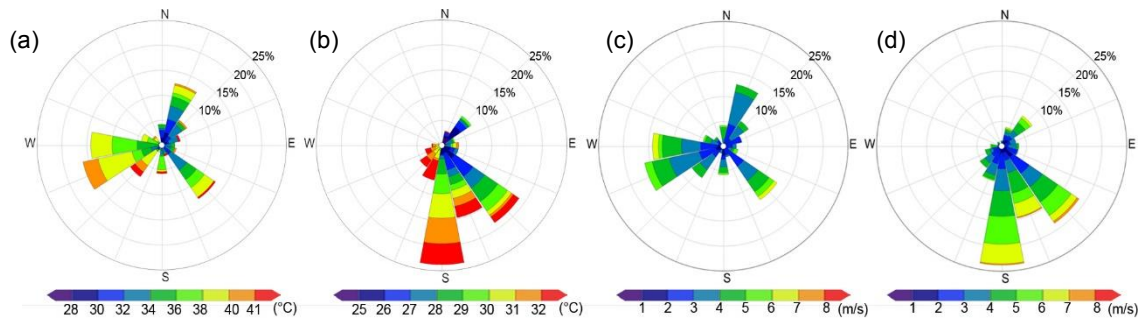 (a) N 25% 20% 15% 10% W E S
28 30 32 34 36 38 40 41 (°C)
(b) N 25% 20% 15% 10% W E S
25 26 27 28 29 30 31 32 (°C)
(c) N 25% 20% 15% 10% W E S
1 2 3 4 5 6 7 8 (m/s)
(d) N 25% 20% 15% 10% W E S
1 2 3 4 5 6 7 8 (m/s)